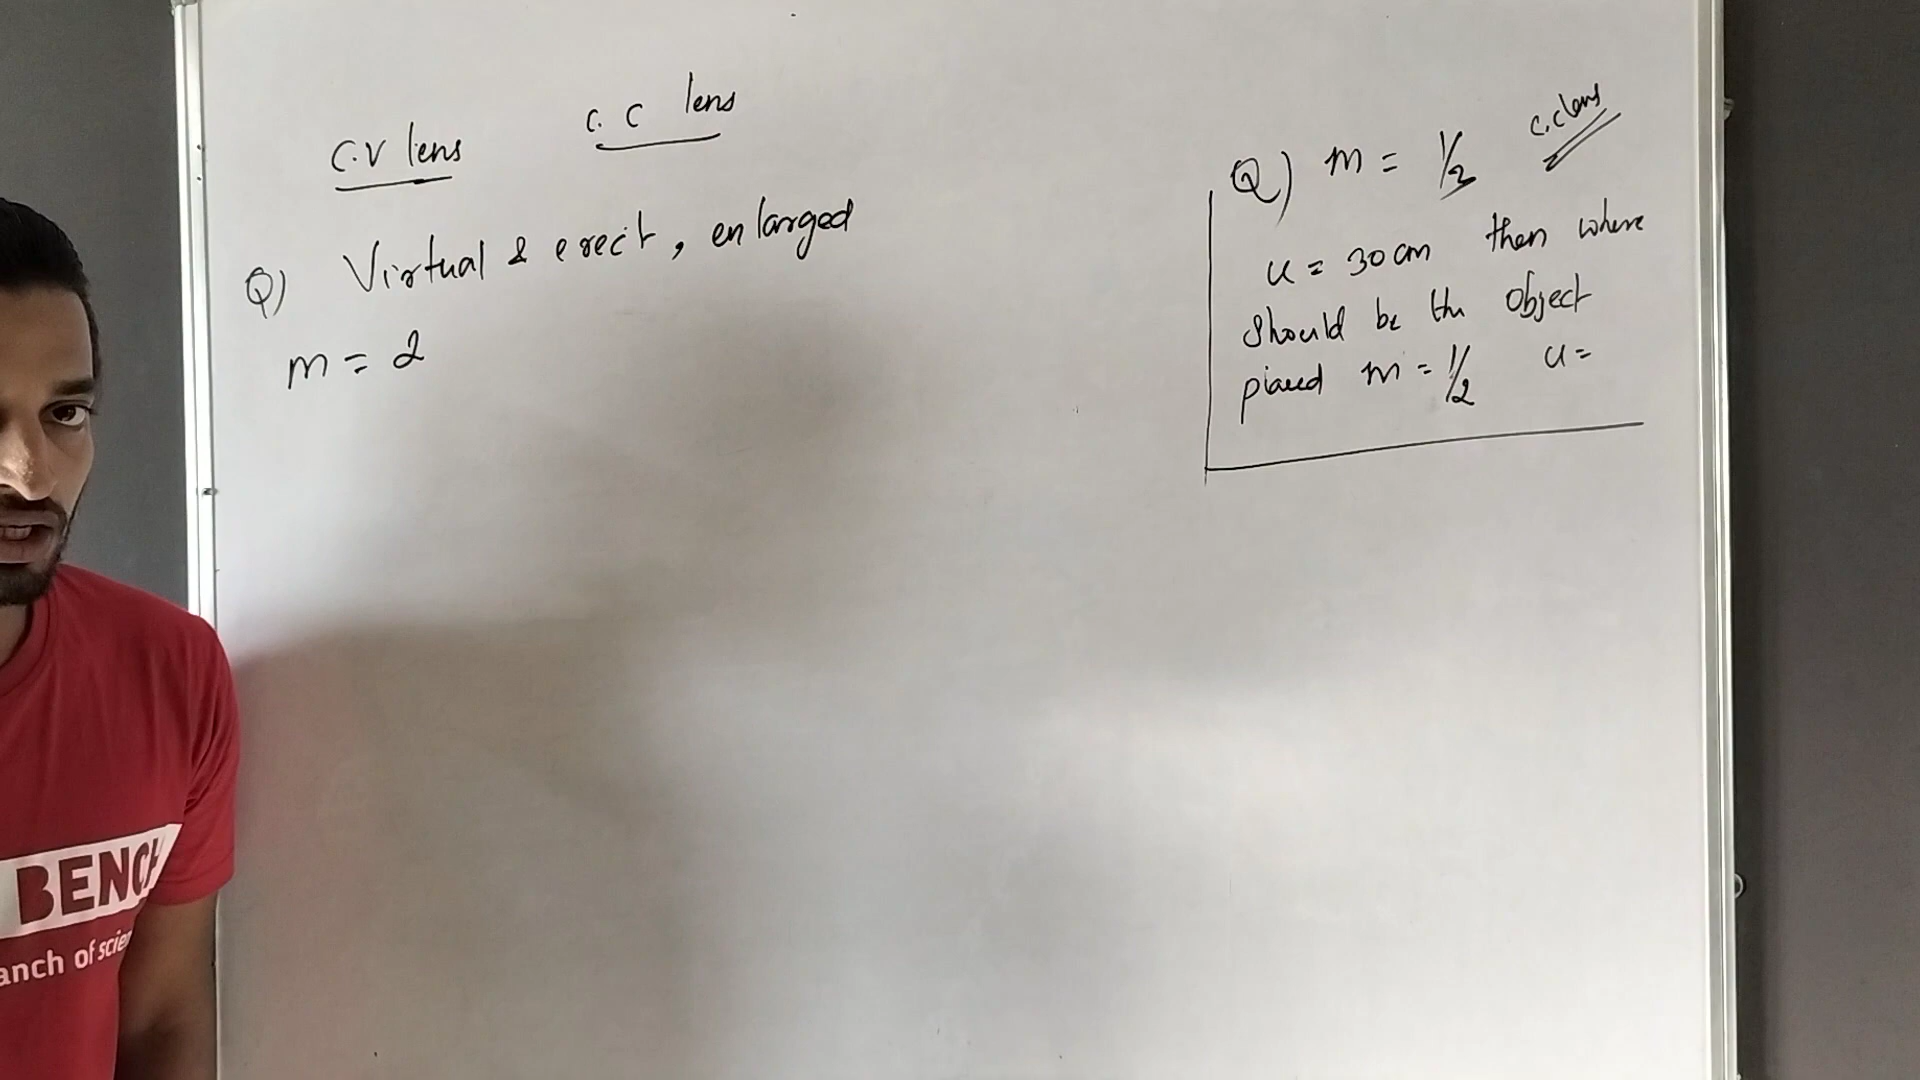 C.V lens
C. C lens
Q) Virtual & erect, enlarged
m = 2
Q) m = 1/2 C.C lens
u = 30 cm then where
should be the object
placed m = 1/2 u =
BENCH
anch of scien